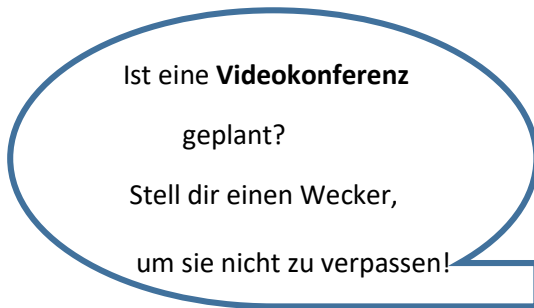 Ist eine Videokonferenz
geplant?
Stell dir einen Wecker,
um sie nicht zu verpassen!